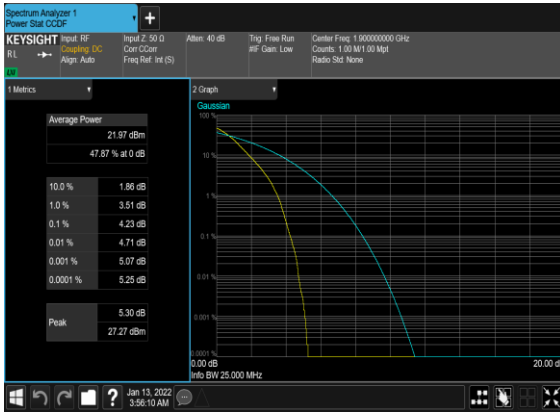 Spectrum Analyzer 1
Power Stat CCDF
KEYSIGHT
RL
LV
Input: RF
Coupling: DC
Align: Auto
Input Z: 50 Ω
Corr CCorr
Freq Ref: Int (S)
Atten: 40 dB
Trig: Free Run
#IF Gain: Low
Center Freq: 1.900000000 GHz
Counts: 1.00 M/1.00 Mpt
Radio Std: None
1 Metrics
Average Power
21.97 dBm
47.87 % at 0 dB
10.0 % 1.86 dB
1.0 % 3.51 dB
0.1 % 4.23 dB
0.01 % 4.71 dB
0.001 % 5.07 dB
0.0001 % 5.25 dB
Peak
5.30 dB
27.27 dBm
2 Graph
Gaussian
100 %
10 %
1 %
0.1 %
0.01 %
0.001 %
0.0001 %
0.00 dB
20.00 d
Info BW 25.000 MHz
?
Jan 13, 2022
3:56:10 AM